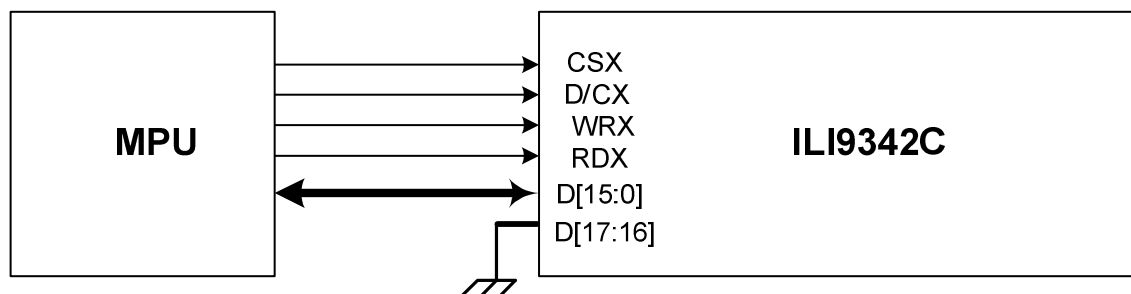 MPU
CSX
D/CX
WRX
RDX
D[15:0]
D[17:16]
ILI9342C